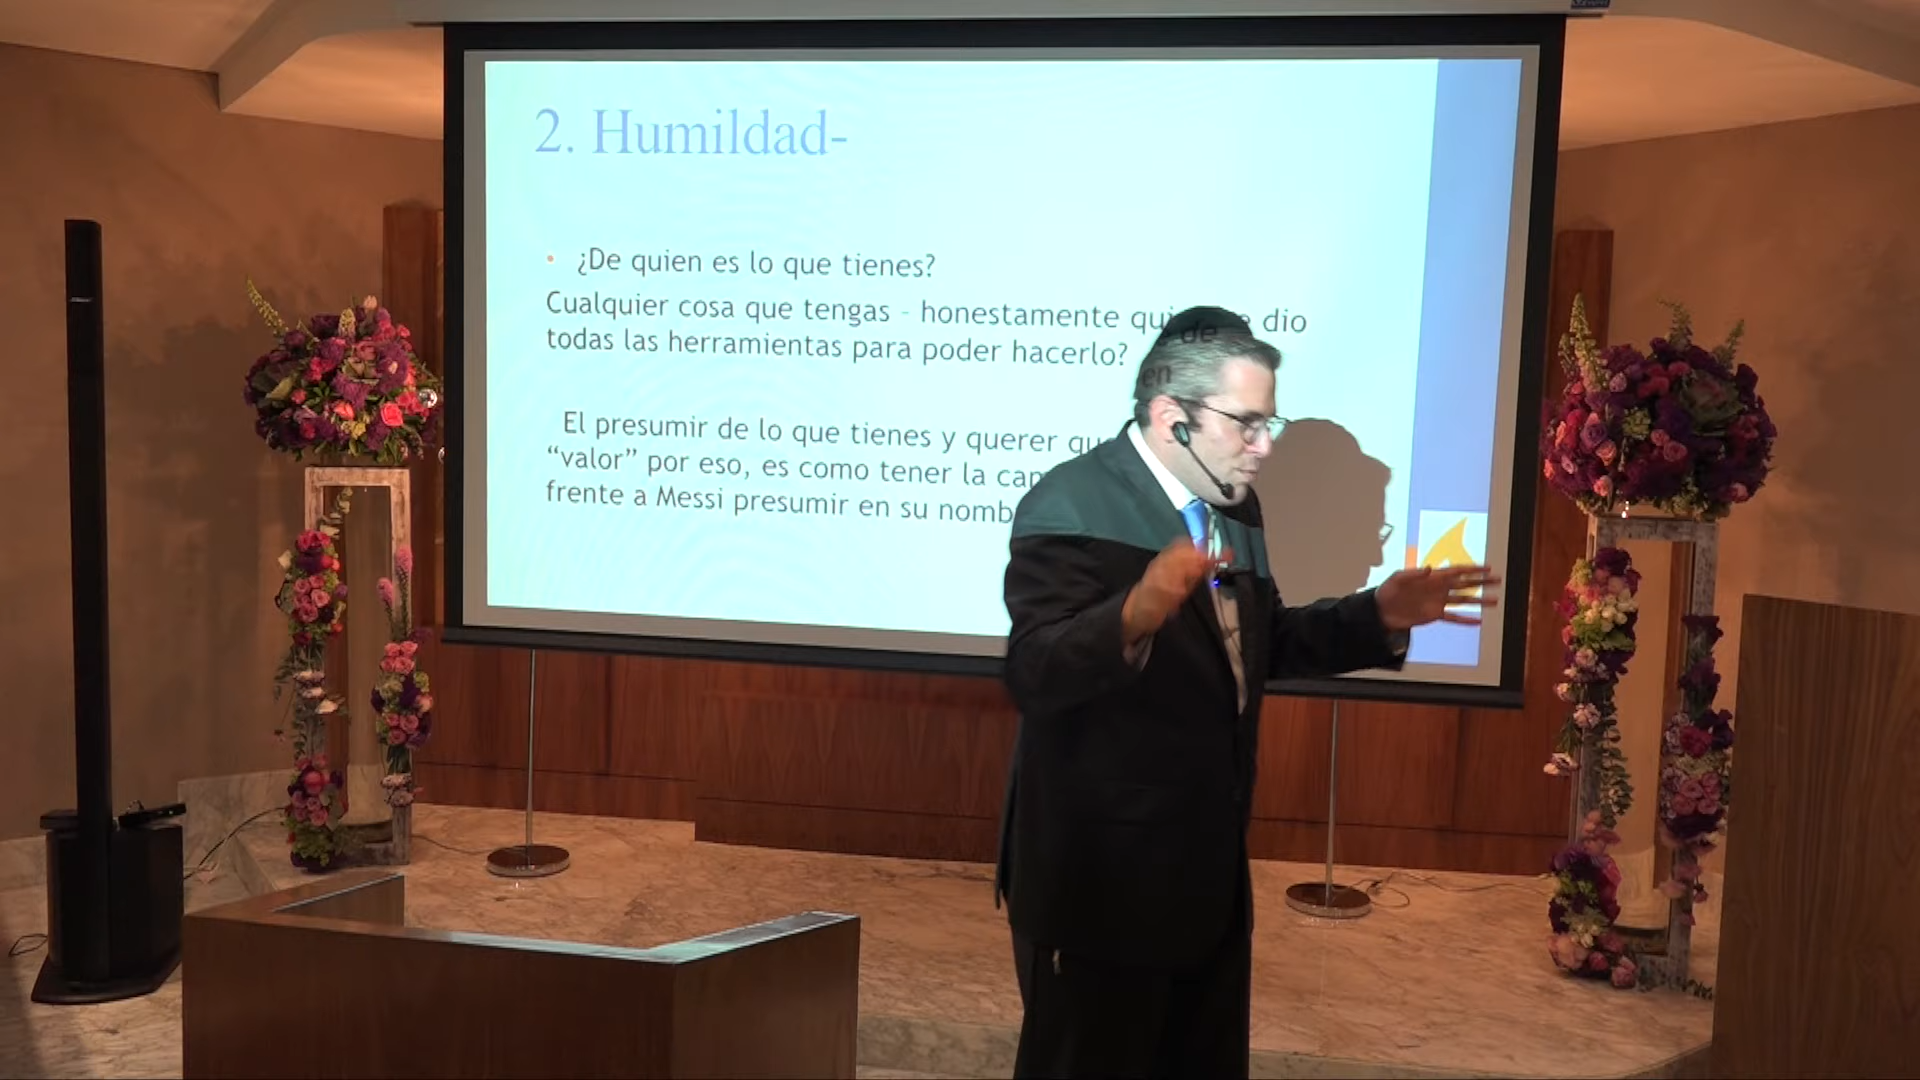 2. Humildad-
• ¿De quien es lo que tienes?
Cualquier cosa que tengas - honestamente dio
todas las herramientas para poder hacerlo?
El presumir de lo que tienes y querer
“valor” por eso, es como tener la
frente a Messi presumir en su